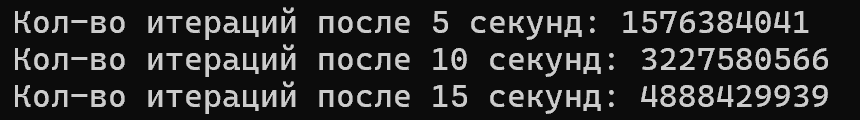 Кол-во итераций после 5 секунд: 1576384041
Кол-во итераций после 10 секунд: 3227580566
Кол-во итераций после 15 секунд: 4888429939